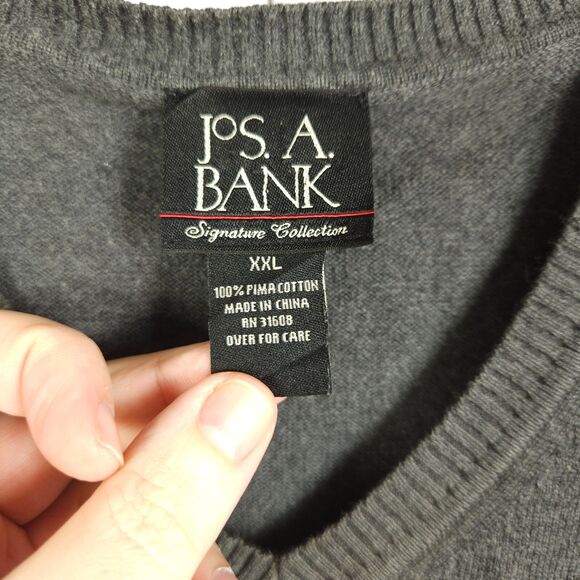 JOS. A.
BANK
Signature Collection
XXL
100% PIMA COTTON
MADE IN CHINA
RN 31608
OVER FOR CARE